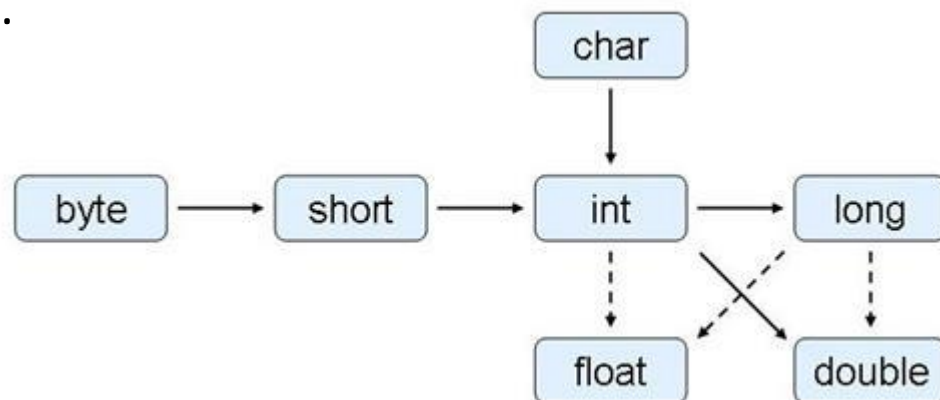 .
char
byte short int long
float double